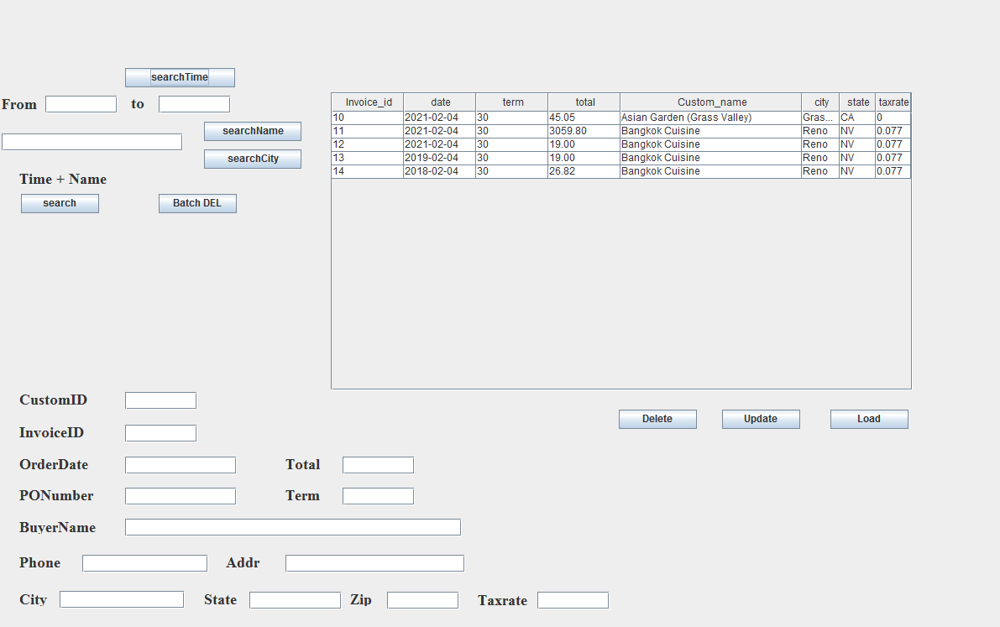 searchTime
From to
searchName
searchCity
Time + Name
search Batch DEL
Invoice_id date term total Custom_name city state taxrate
10 2021-02-04 30 45.05 Asian Garden (Grass Valley) Gras... CA 0
11 2021-02-04 30 3059.80 Bangkok Cuisine Reno NV 0.077
12 2021-02-04 30 19.00 Bangkok Cuisine Reno NV 0.077
13 2019-02-04 30 19.00 Bangkok Cuisine Reno NV 0.077
14 2018-02-04 30 26.82 Bangkok Cuisine Reno NV 0.077
Delete Update Load
CustomID
InvoiceID
OrderDate Total
PONumber Term
BuyerName
Phone Addr
City State Zip Taxrate